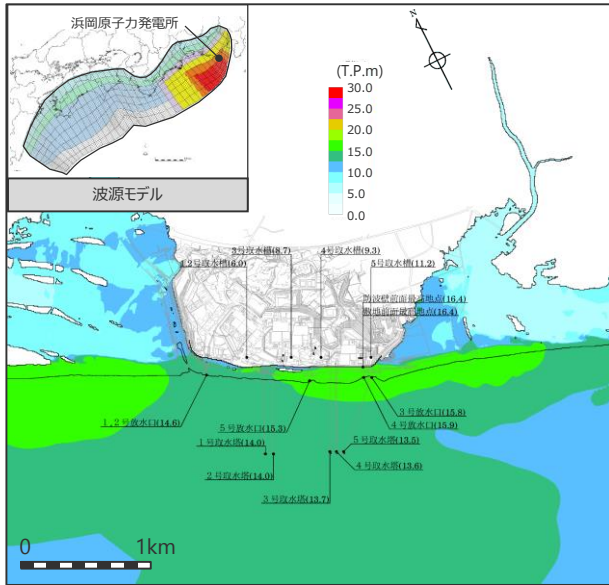 浜岡原子力発電所
波源モデル
N
(T.P.m)
30.0
25.0
20.0
15.0
10.0
5.0
0.0
3号取水槽(8.7)
4号取水槽(9.3)
1,2号取水槽(6.0)
5号取水槽(11.2)
防波壁前面最高地点(16.4)
敷地前面最高地点(16.4)
1,2号放水口(14.6)
5号放水口(15.3)
3号放水口(15.8)
4号放水口(15.9)
1号取水塔(14.0)
2号取水塔(14.0)
5号取水塔(13.5)
4号取水塔(13.6)
3号取水塔(13.7)
0 1km